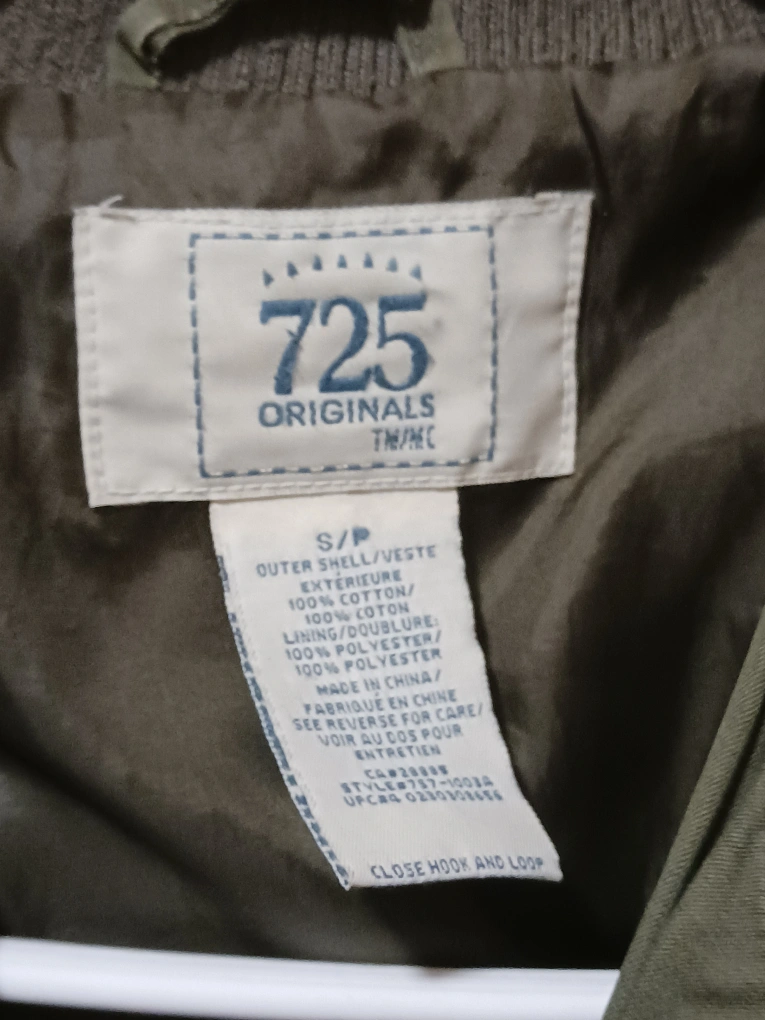 725
ORIGINALS
TM/MC
S/P
OUTER SHELL/VESTE
EXTÉRIEURE
100% COTTON/
100% COTON
LINING/DOUBLURE:
100% POLYESTER/
100% POLYESTER
MADE IN CHINA/
FABRIQUÉ EN CHINE
SEE REVERSE FOR CARE/
VOIR AU DOS POUR
ENTRETIEN
CLOSE HOOK AND LOOP